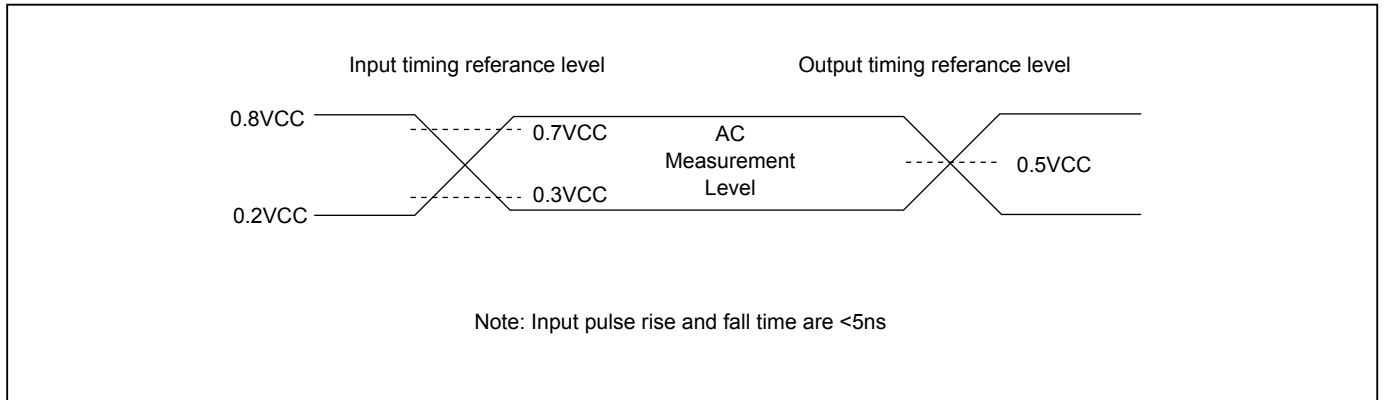 Input timing referance level
Output timing referance level
0.8VCC
0.7VCC
AC
Measurement
Level
0.5VCC
0.3VCC
0.2VCC
Note: Input pulse rise and fall time are <5ns